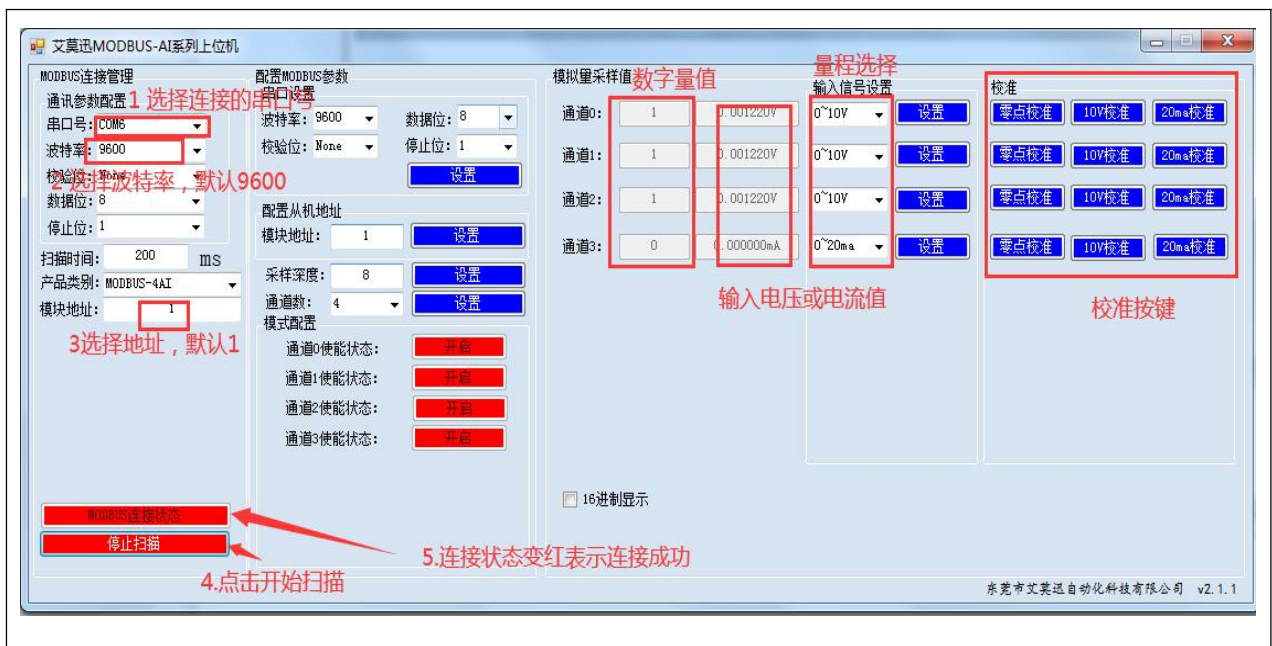 艾莫迅MODBUS-AI系列上位机
MODBUS连接管理
通讯参数配置
1 选择连接的串口号
串口号: COM6
波特率: 9600
校验位: None
2 选择波特率，默认9600
数据位: 8
停止位: 1
扫描时间: 200 ms
产品类别: MODBUS-4AI
模块地址: 1
3选择地址，默认1
MODBUS连接状态
停止扫描
4.点击开始扫描
5.连接状态变红表示连接成功
配置MODBUS参数
串口设置
波特率: 9600 数据位: 8
校验位: None 停止位: 1
设置
配置从机地址
模块地址: 1 设置
采样深度: 8 设置
通道数: 4 设置
模式配置
通道0使能状态: 开启
通道1使能状态: 开启
通道2使能状态: 开启
通道3使能状态: 开启
模拟量采样值
数字量值
量程选择
输入信号设置
校准
通道0: 1 0.001220V 0~10V 设置 零点校准 10V校准 20ma校准
通道1: 1 0.001220V 0~10V 设置 零点校准 10V校准 20ma校准
通道2: 1 0.001220V 0~10V 设置 零点校准 10V校准 20ma校准
通道3: 0 0.000000mA 0~20ma 设置 零点校准 10V校准 20ma校准
输入电压或电流值
校准按键
16进制显示
东莞市艾莫迅自动化科技有限公司 v2.1.1